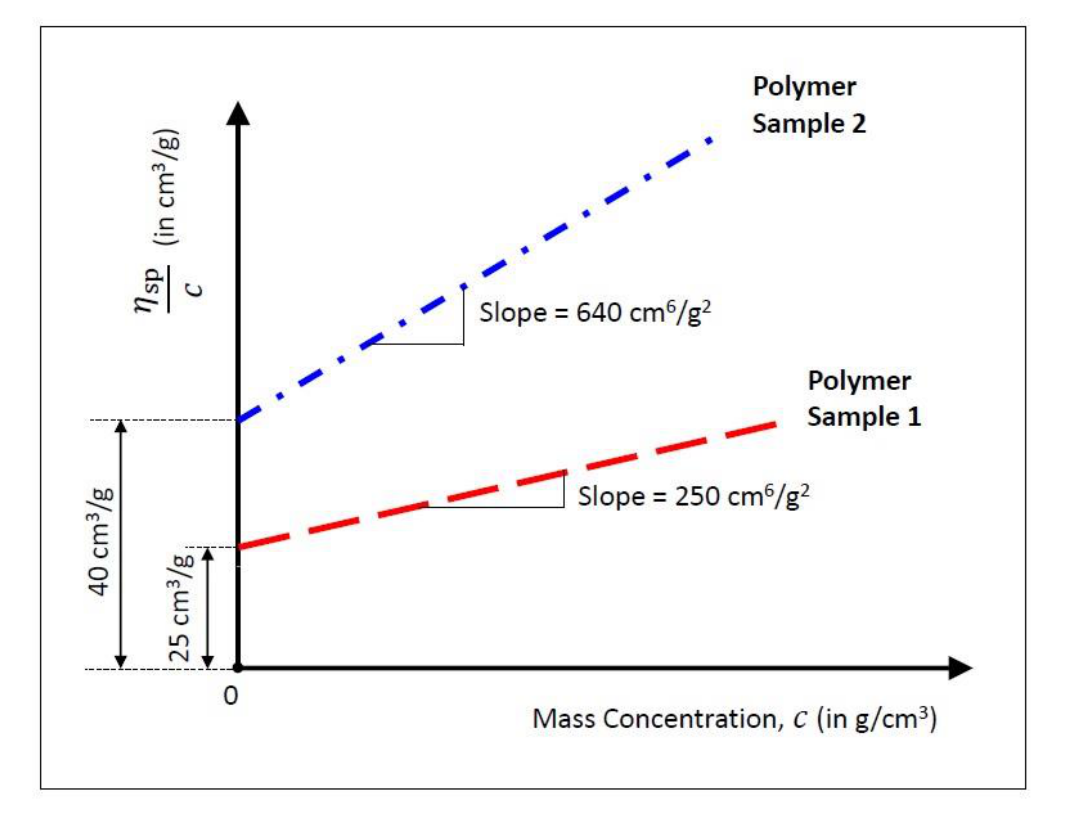 Polymer
Sample 2
η_sp/c (in cm³/g)
Slope = 640 cm⁶/g²
Polymer
Sample 1
Slope = 250 cm⁶/g²
40 cm³/g
25 cm³/g
0
Mass Concentration, c (in g/cm³)